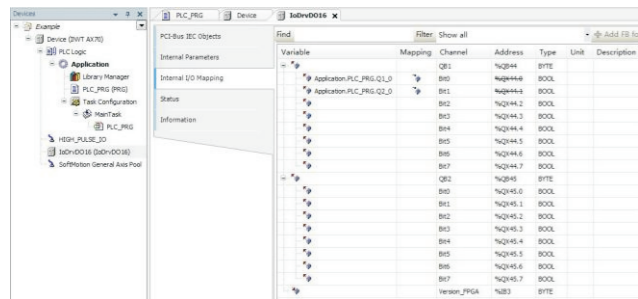 Devices
Example
Device (INVT AX70)
PLC Logic
Application
Library Manager
PLC_PRG (PRG)
Task Configuration
MainTask
PLC_PRG
HIGH_PULSE_IO
IoDrvDO16 (IoDrvDO16)
SoftMotion General Axis Pool
PLC_PRG Device IoDrvDO16
PCI-Bus IEC Objects
Internal Parameters
Internal I/O Mapping
Status
Information
Find Filter Show all Add FB fo
Variable Mapping Channel Address Type Unit Description
QB1 %QB44 BYTE
Application.PLC_PRG.Q1_0 Bit0 %QX44.0 BOOL
Application.PLC_PRG.Q2_0 Bit1 %QX44.1 BOOL
Bit2 %QX44.2 BOOL
Bit3 %QX44.3 BOOL
Bit4 %QX44.4 BOOL
Bit5 %QX44.5 BOOL
Bit6 %QX44.6 BOOL
Bit7 %QX44.7 BOOL
QB2 %QB45 BYTE
Bit0 %QX45.0 BOOL
Bit1 %QX45.1 BOOL
Bit2 %QX45.2 BOOL
Bit3 %QX45.3 BOOL
Bit4 %QX45.4 BOOL
Bit5 %QX45.5 BOOL
Bit6 %QX45.6 BOOL
Bit7 %QX45.7 BOOL
Version_FPGA %IB3 BYTE